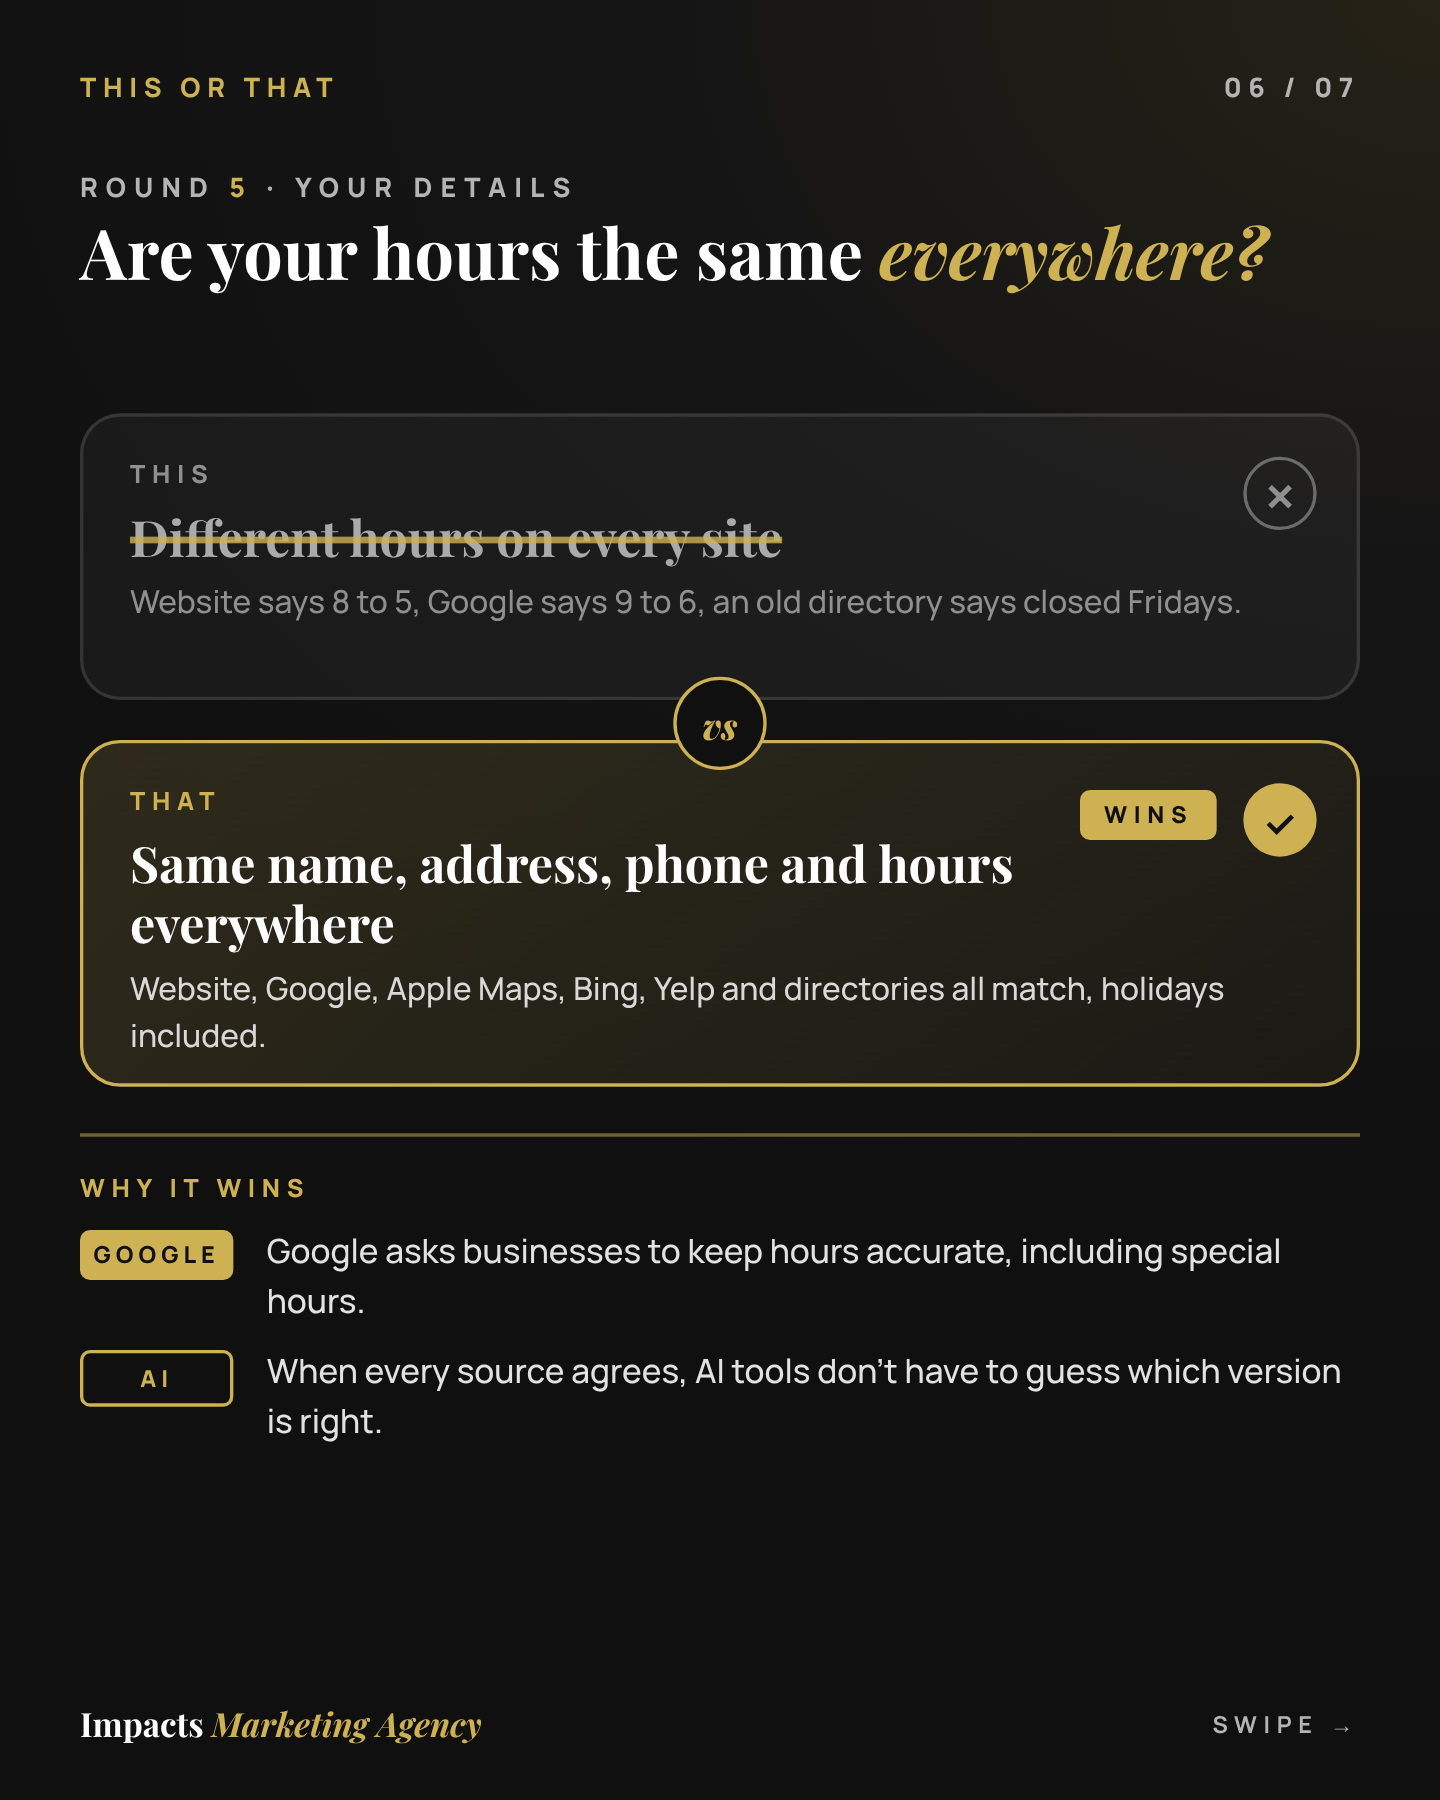 THIS OR THAT
06 / 07
ROUND 5 · YOUR DETAILS
Are your hours the same everywhere?
THIS
Different hours on every site
Website says 8 to 5, Google says 9 to 6, an old directory says closed Fridays.
vs
THAT
WINS
Same name, address, phone and hours
everywhere
Website, Google, Apple Maps, Bing, Yelp and directories all match, holidays
included.
WHY IT WINS
GOOGLE
Google asks businesses to keep hours accurate, including special
hours.
AI
When every source agrees, AI tools don’t have to guess which version
is right.
Impacts Marketing Agency
SWIPE →